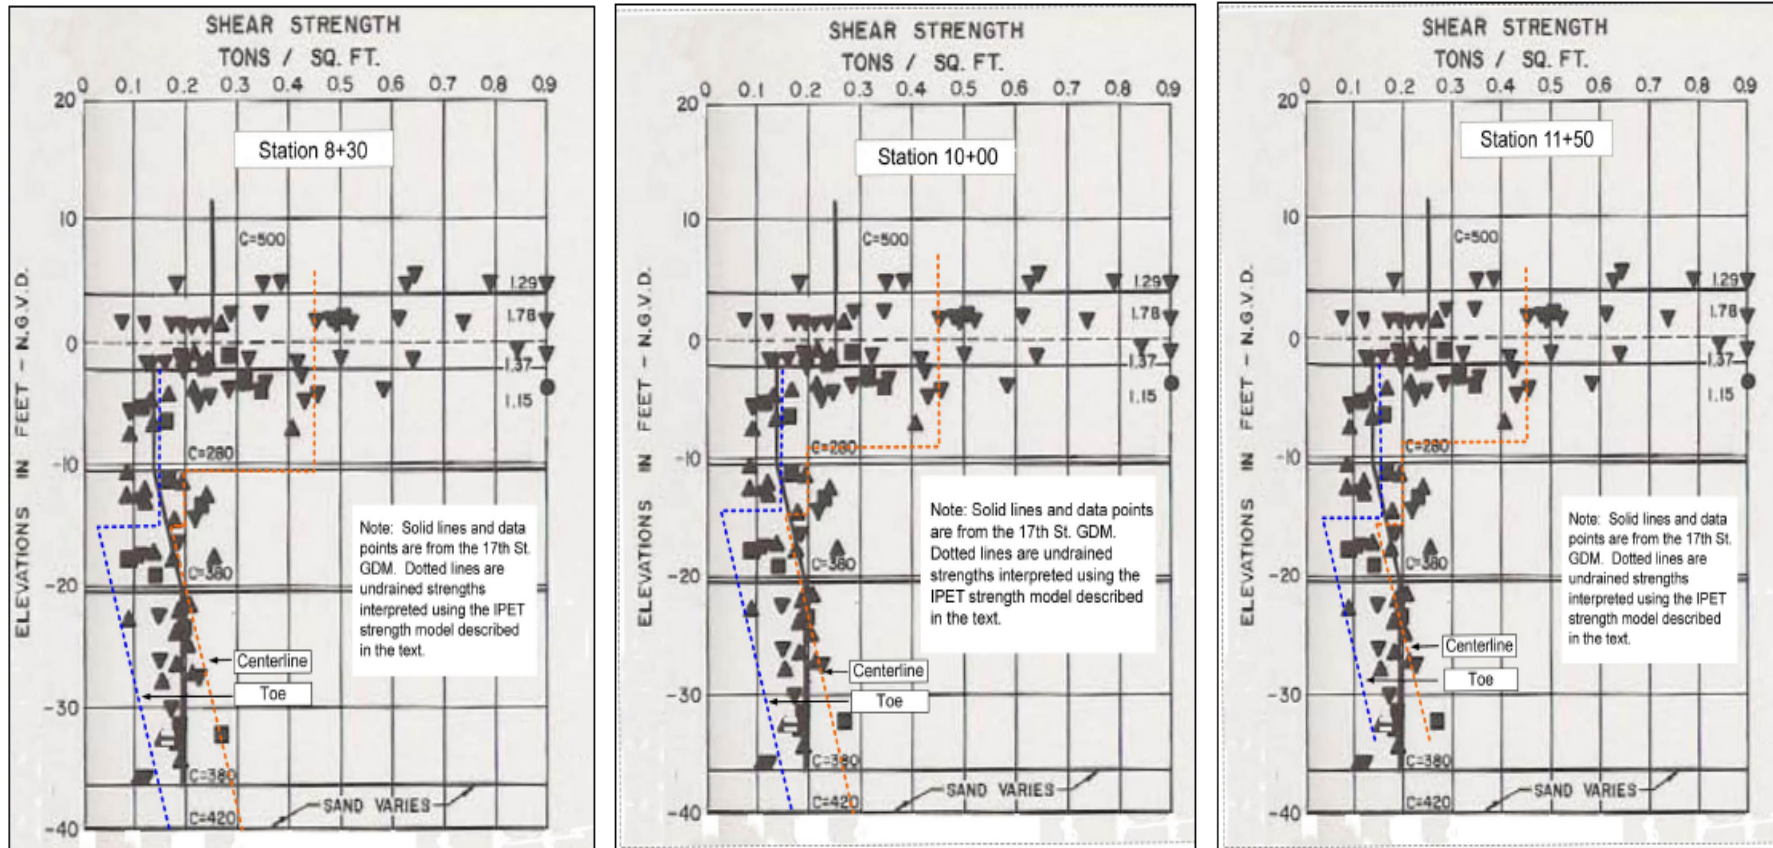 SHEAR STRENGTH
TONS / SQ. FT.
0 0.1 0.2 0.3 0.4 0.5 0.6 0.7 0.8 0.9
20
Station 8+30
10
C=500
1.29
1.78
0
1.37
1.15
C=280
-10
Note: Solid lines and data
points are from the 17th St.
GDM. Dotted lines are
undrained strengths
interpreted using the IPET
strength model described
in the text.
C=380
-20
Centerline
Toe
-30
C=380
SAND VARIES
C=420
-40
ELEVATIONS IN FEET - N.G.V.D.
SHEAR STRENGTH
TONS / SQ. FT.
0 0.1 0.2 0.3 0.4 0.5 0.6 0.7 0.8 0.9
20
Station 10+00
10
C=500
1.29
1.78
0
1.37
1.15
C=280
-10
Note: Solid lines and data points
are from the 17th St. GDM.
Dotted lines are undrained
strengths interpreted using the
IPET strength model described
in the text.
C=380
-20
Centerline
Toe
-30
C=380
SAND VARIES
C=420
-40
ELEVATIONS IN FEET - N.G.V.D.
SHEAR STRENGTH
TONS / SQ. FT.
0 0.1 0.2 0.3 0.4 0.5 0.6 0.7 0.8 0.9
20
Station 11+50
10
C=500
1.29
1.78
0
1.37
1.15
C=280
-10
Note: Solid lines and data
points are from the 17th St.
GDM. Dotted lines are
undrained strengths
interpreted using the IPET
strength model described
in the text.
C=380
-20
Centerline
Toe
-30
C=380
SAND VARIES
C=420
-40
ELEVATIONS IN FEET - N.G.V.D.